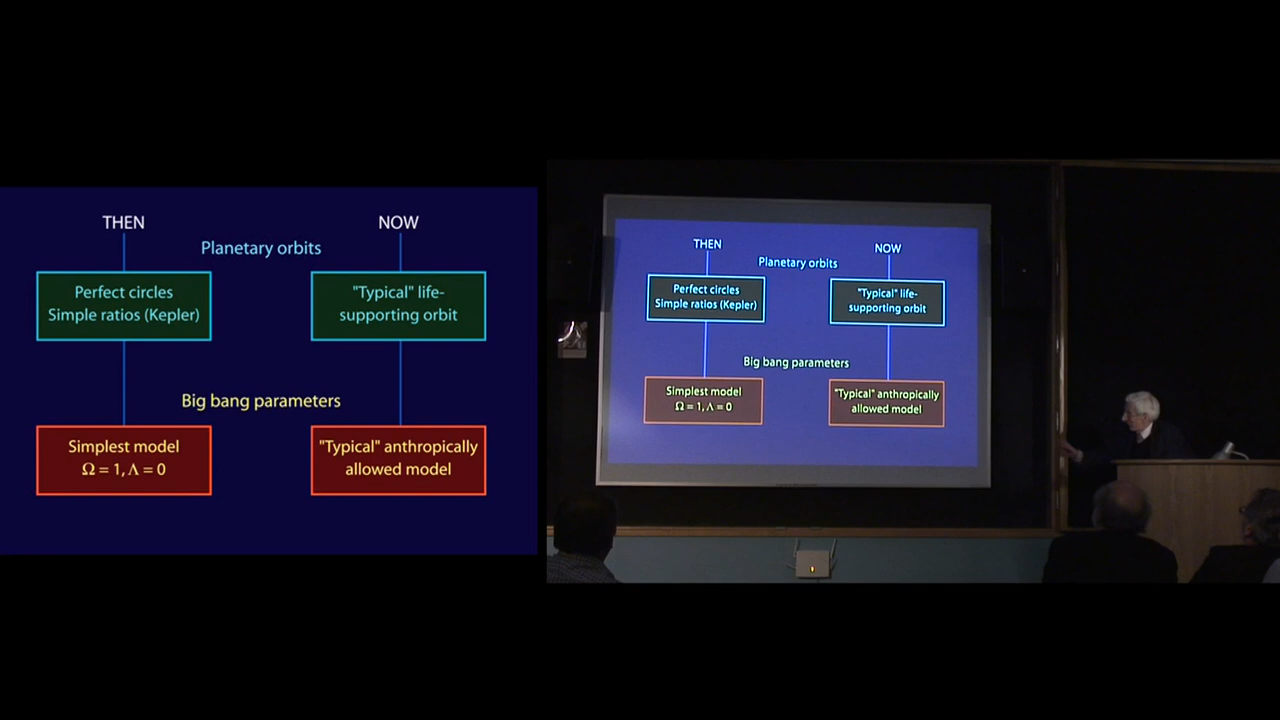 THEN
NOW
Planetary orbits
Perfect circles
Simple ratios (Kepler)
"Typical" life-
supporting orbit
Big bang parameters
Simplest model
Ω = 1, Λ = 0
"Typical" anthropically
allowed model
THEN
NOW
Planetary orbits
Perfect circles
Simple ratios (Kepler)
"Typical" life-
supporting orbit
Big bang parameters
Simplest model
Ω = 1, Λ = 0
"Typical" anthropically
allowed model